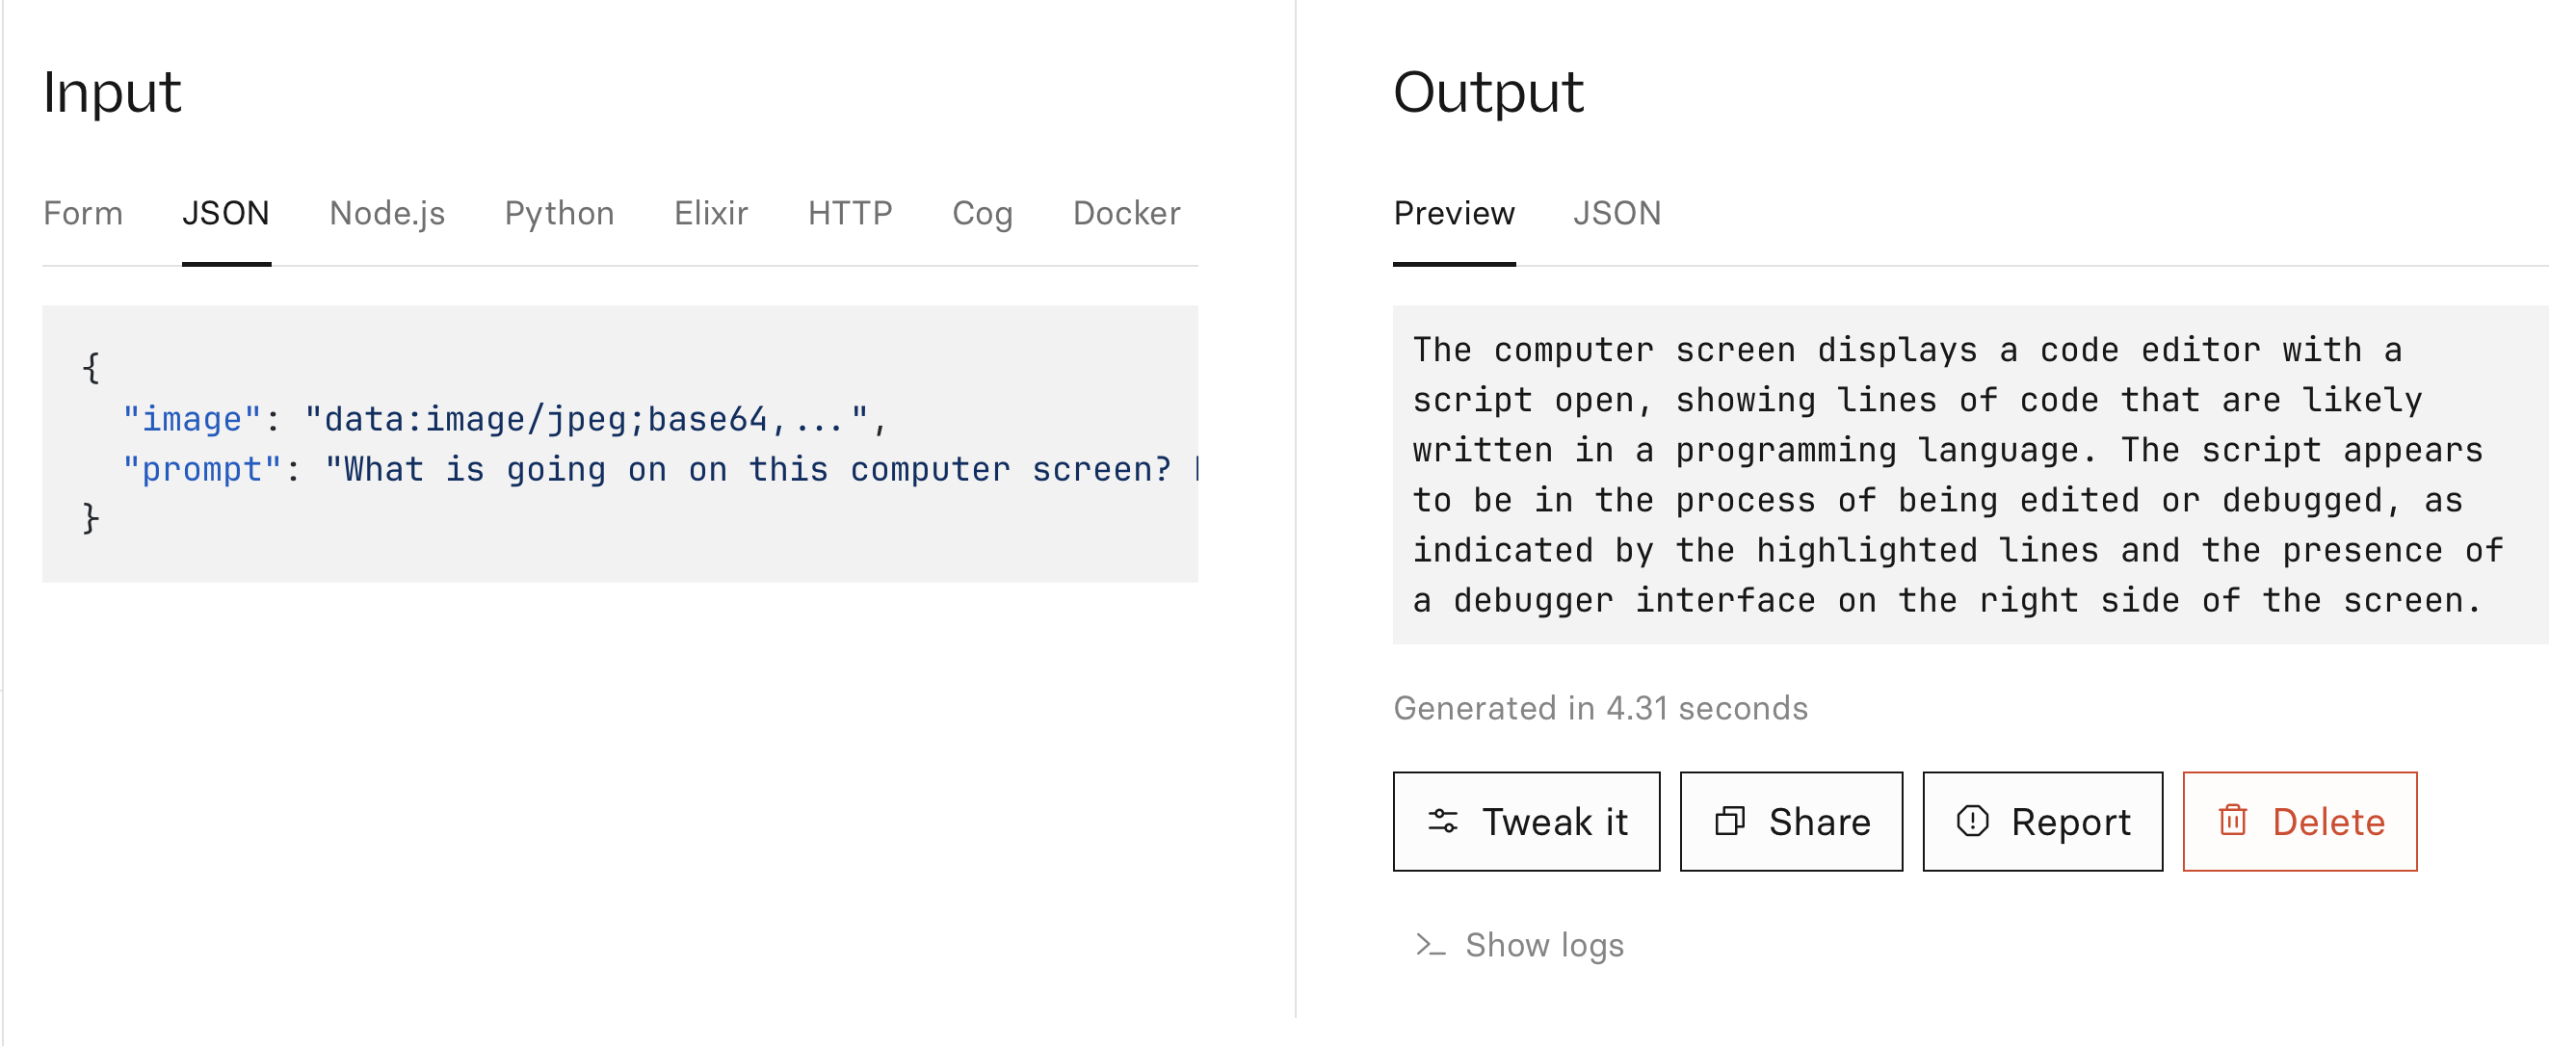 Input
Form JSON Node.js Python Elixir HTTP Cog Docker
{
"image": "data:image/jpeg;base64,...",
"prompt": "What is going on on this computer screen?
}
Output
Preview JSON
The computer screen displays a code editor with a
script open, showing lines of code that are likely
written in a programming language. The script appears
to be in the process of being edited or debugged, as
indicated by the highlighted lines and the presence of
a debugger interface on the right side of the screen.
Generated in 4.31 seconds
Tweak it Share Report Delete
Show logs